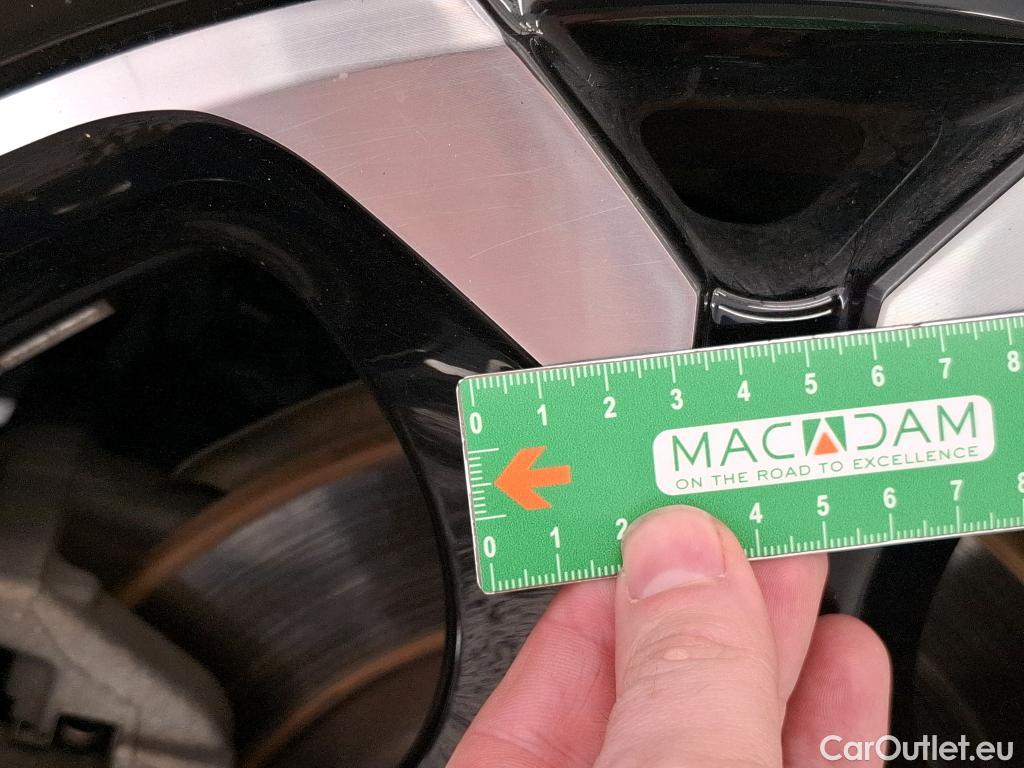 0 1 2 3 4 5 6 7 8
MACADAM
ON THE ROAD TO EXCELLENCE
0 1 2 4 5 6 7 8
CarOutlet.eu